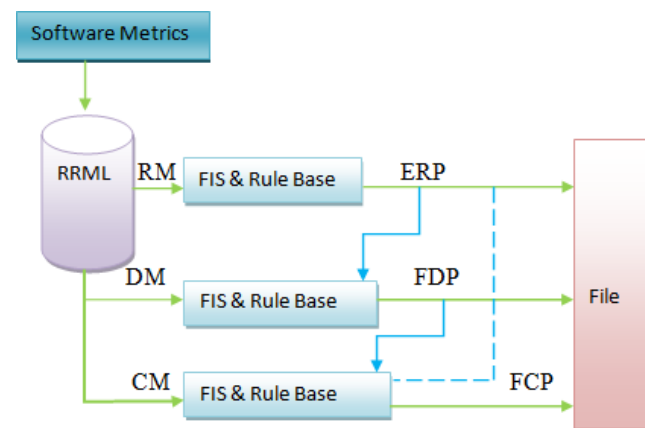 Software Metrics
RRML
RM
FIS & Rule Base
ERP
DM
FIS & Rule Base
FDP
File
CM
FIS & Rule Base
FCP